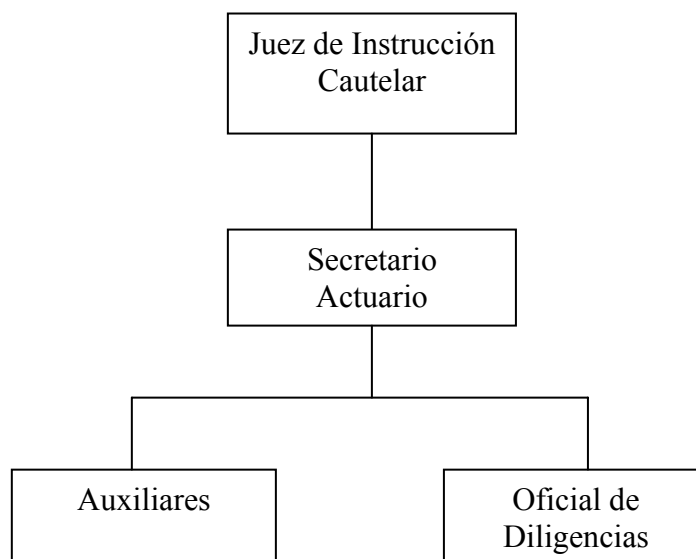 Juez de Instrucción
Cautelar
Secretario
Actuario
Auxiliares
Oficial de
Diligencias